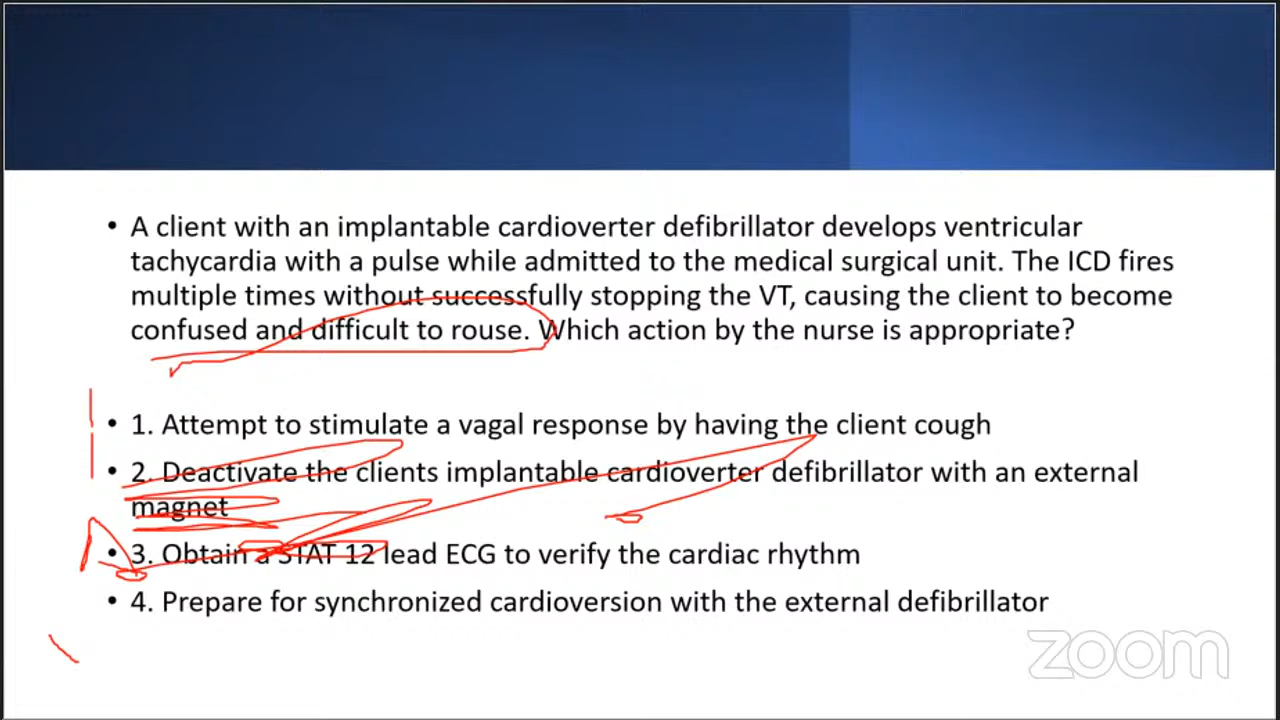 • A client with an implantable cardioverter defibrillator develops ventricular
tachycardia with a pulse while admitted to the medical surgical unit. The ICD fires
multiple times without successfully stopping the VT, causing the client to become
confused and difficult to rouse. Which action by the nurse is appropriate?
• 1. Attempt to stimulate a vagal response by having the client cough
• 2. Deactivate the clients implantable cardioverter defibrillator with an external
magnet
• 3. Obtain a STAT 12 lead ECG to verify the cardiac rhythm
• 4. Prepare for synchronized cardioversion with the external defibrillator
zoom